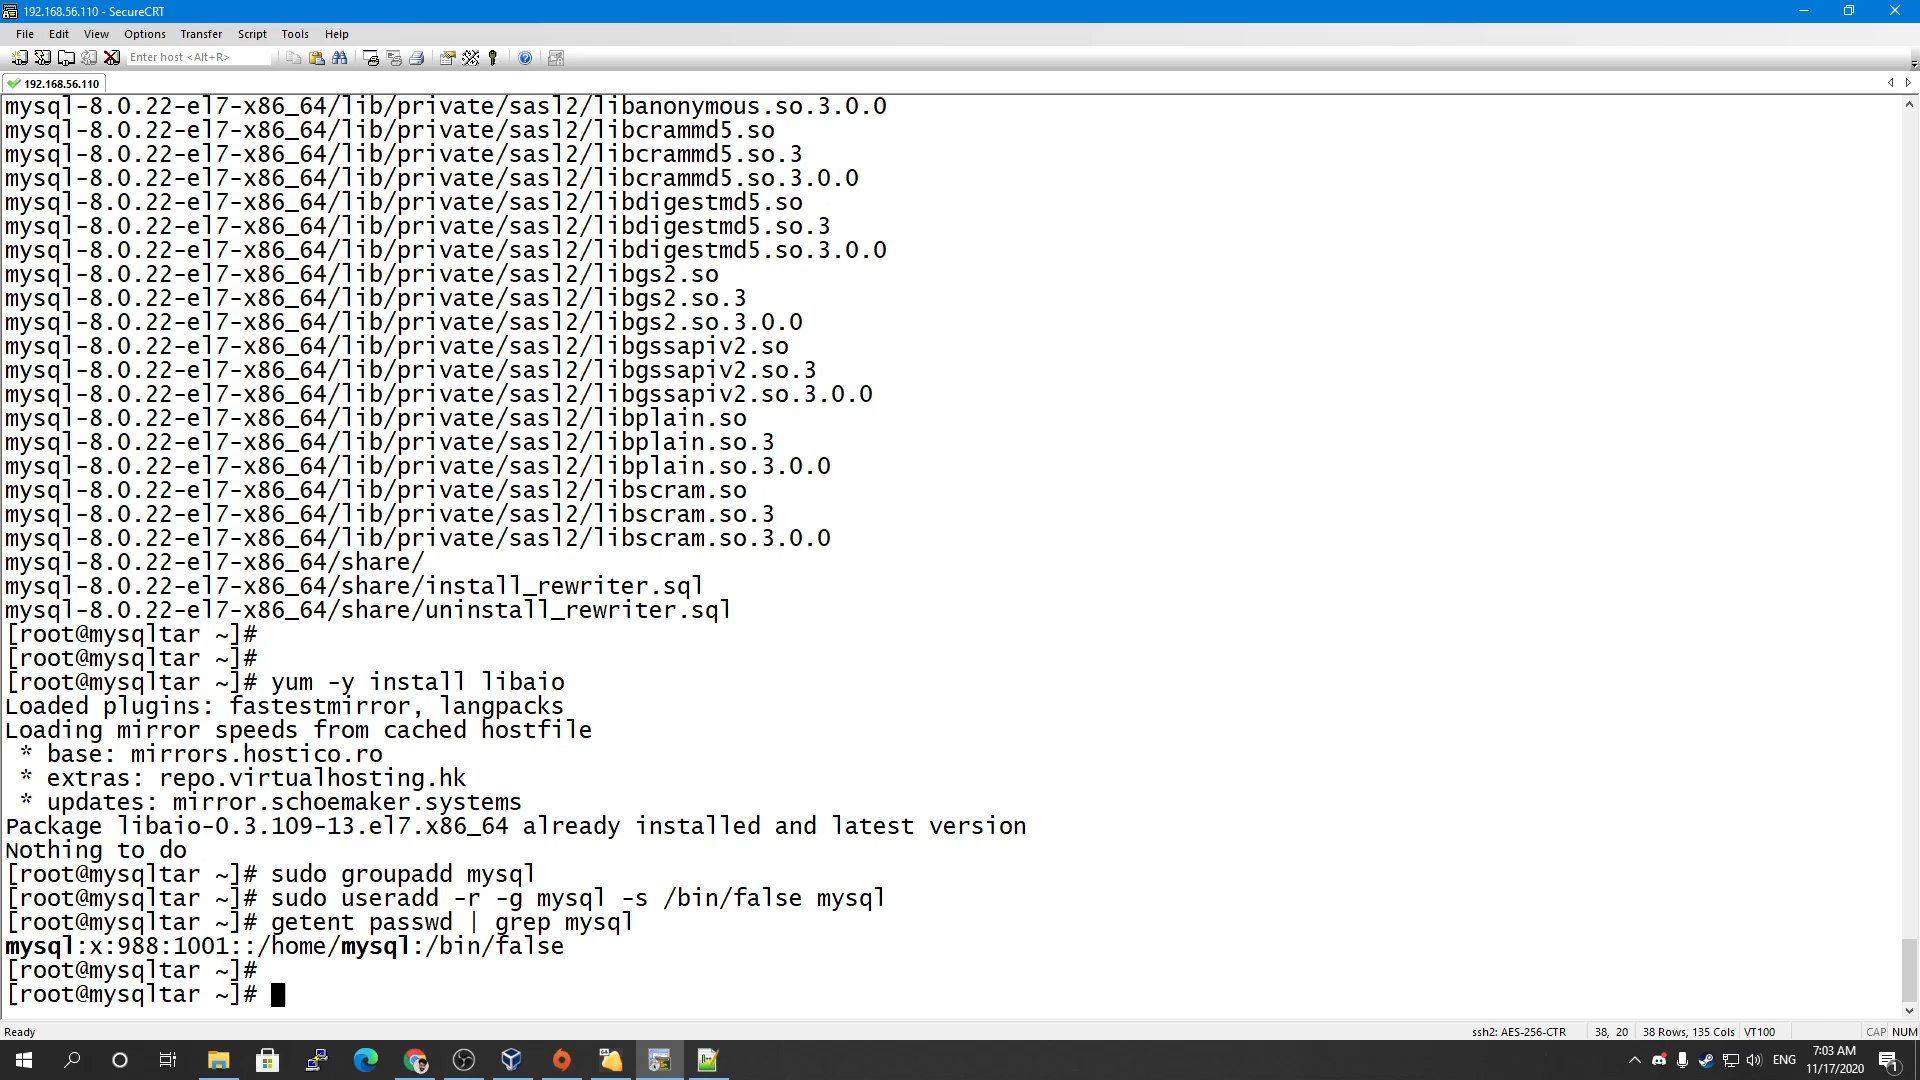 192.168.56.110 - SecureCRT
File Edit View Options Transfer Script Tools Help
Enter host <Alt+R>
192.168.56.110
mysql-8.0.22-el7-x86_64/lib/private/sasl2/libanonymous.so.3.0.0
mysql-8.0.22-el7-x86_64/lib/private/sasl2/libcrammd5.so
mysql-8.0.22-el7-x86_64/lib/private/sasl2/libcrammd5.so.3
mysql-8.0.22-el7-x86_64/lib/private/sasl2/libcrammd5.so.3.0.0
mysql-8.0.22-el7-x86_64/lib/private/sasl2/libdigestmd5.so
mysql-8.0.22-el7-x86_64/lib/private/sasl2/libdigestmd5.so.3
mysql-8.0.22-el7-x86_64/lib/private/sasl2/libdigestmd5.so.3.0.0
mysql-8.0.22-el7-x86_64/lib/private/sasl2/libgs2.so
mysql-8.0.22-el7-x86_64/lib/private/sasl2/libgs2.so.3
mysql-8.0.22-el7-x86_64/lib/private/sasl2/libgs2.so.3.0.0
mysql-8.0.22-el7-x86_64/lib/private/sasl2/libgssapiv2.so
mysql-8.0.22-el7-x86_64/lib/private/sasl2/libgssapiv2.so.3
mysql-8.0.22-el7-x86_64/lib/private/sasl2/libgssapiv2.so.3.0.0
mysql-8.0.22-el7-x86_64/lib/private/sasl2/libplain.so
mysql-8.0.22-el7-x86_64/lib/private/sasl2/libplain.so.3
mysql-8.0.22-el7-x86_64/lib/private/sasl2/libplain.so.3.0.0
mysql-8.0.22-el7-x86_64/lib/private/sasl2/libscram.so
mysql-8.0.22-el7-x86_64/lib/private/sasl2/libscram.so.3
mysql-8.0.22-el7-x86_64/lib/private/sasl2/libscram.so.3.0.0
mysql-8.0.22-el7-x86_64/share/
mysql-8.0.22-el7-x86_64/share/install_rewriter.sql
mysql-8.0.22-el7-x86_64/share/uninstall_rewriter.sql
[root@mysqltar ~]#
[root@mysqltar ~]#
[root@mysqltar ~]# yum -y install libaio
Loaded plugins: fastestmirror, langpacks
Loading mirror speeds from cached hostfile
 * base: mirrors.hostico.ro
 * extras: repo.virtualhosting.hk
 * updates: mirror.schoemaker.systems
Package libaio-0.3.109-13.el7.x86_64 already installed and latest version
Nothing to do
[root@mysqltar ~]# sudo groupadd mysql
[root@mysqltar ~]# sudo useradd -r -g mysql -s /bin/false mysql
[root@mysqltar ~]# getent passwd | grep mysql
mysql:x:988:1001::/home/mysql:/bin/false
[root@mysqltar ~]#
[root@mysqltar ~]#
Ready ssh2: AES-256-CTR 38, 20 38 Rows, 135 Cols VT100 CAP NUM
ENG 7:03 AM
11/17/2020 1